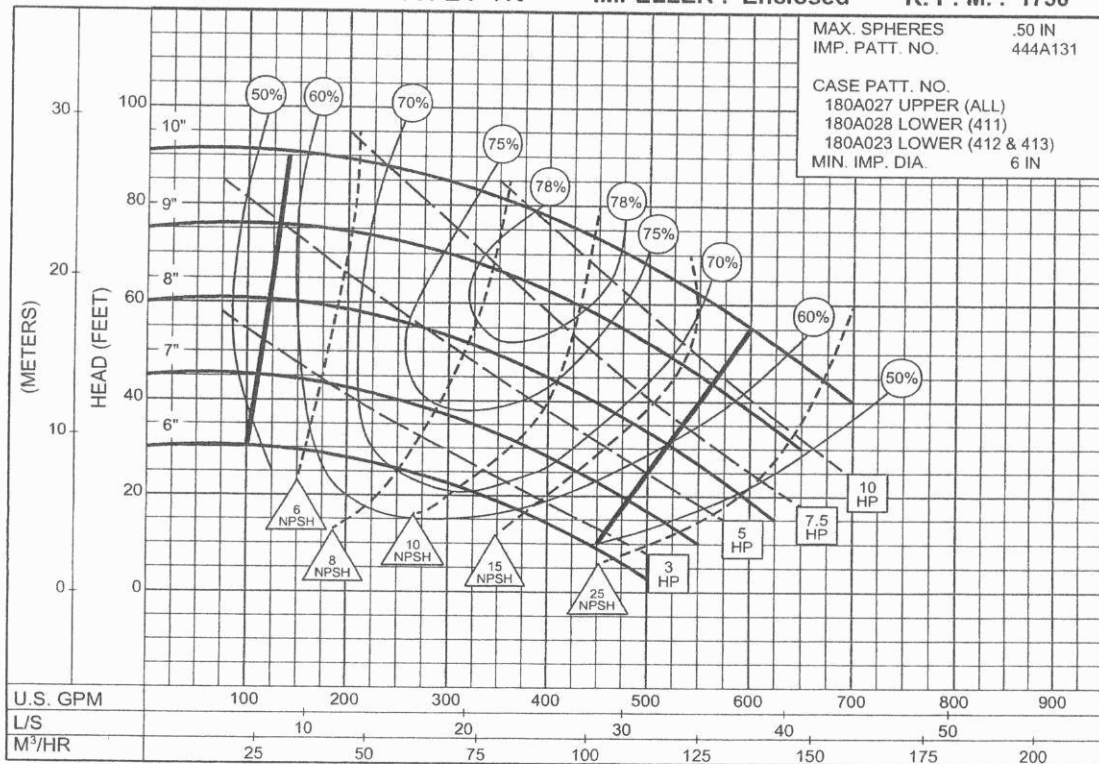 IMPELLER : Enclosed R. P. M. : 1750
MAX. SPHERES .50 IN
IMP. PATT. NO. 444A131
CASE PATT. NO.
180A027 UPPER (ALL)
180A028 LOWER (411)
180A023 LOWER (412 & 413)
MIN. IMP. DIA. 6 IN
(METERS)
30
20
10
0
HEAD (FEET)
100
80
60
40
20
0
10"
9"
8"
7"
6"
50%
60%
70%
75%
78%
78%
75%
70%
60%
50%
6 NPSH
8 NPSH
10 NPSH
15 NPSH
25 NPSH
3 HP
5 HP
7.5 HP
10 HP
U.S. GPM 100 200 300 400 500 600 700 800 900
L/S 10 20 30 40 50
M³/HR 25 50 75 100 125 150 175 200